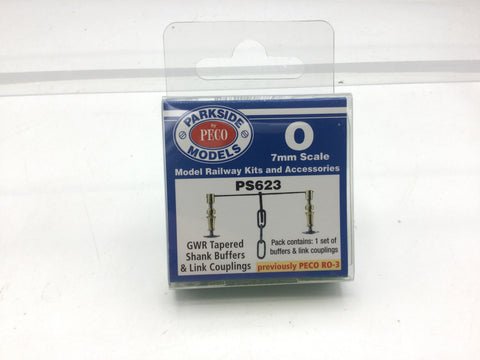 PARKSIDE
by
PECO
MODELS
O
7mm Scale
Model Railway Kits and Accessories
PS623
GWR Tapered
Shank Buffers
& Link Couplings
Pack contains: 1 set of
buffers & link couplings
previously PECO RO-3